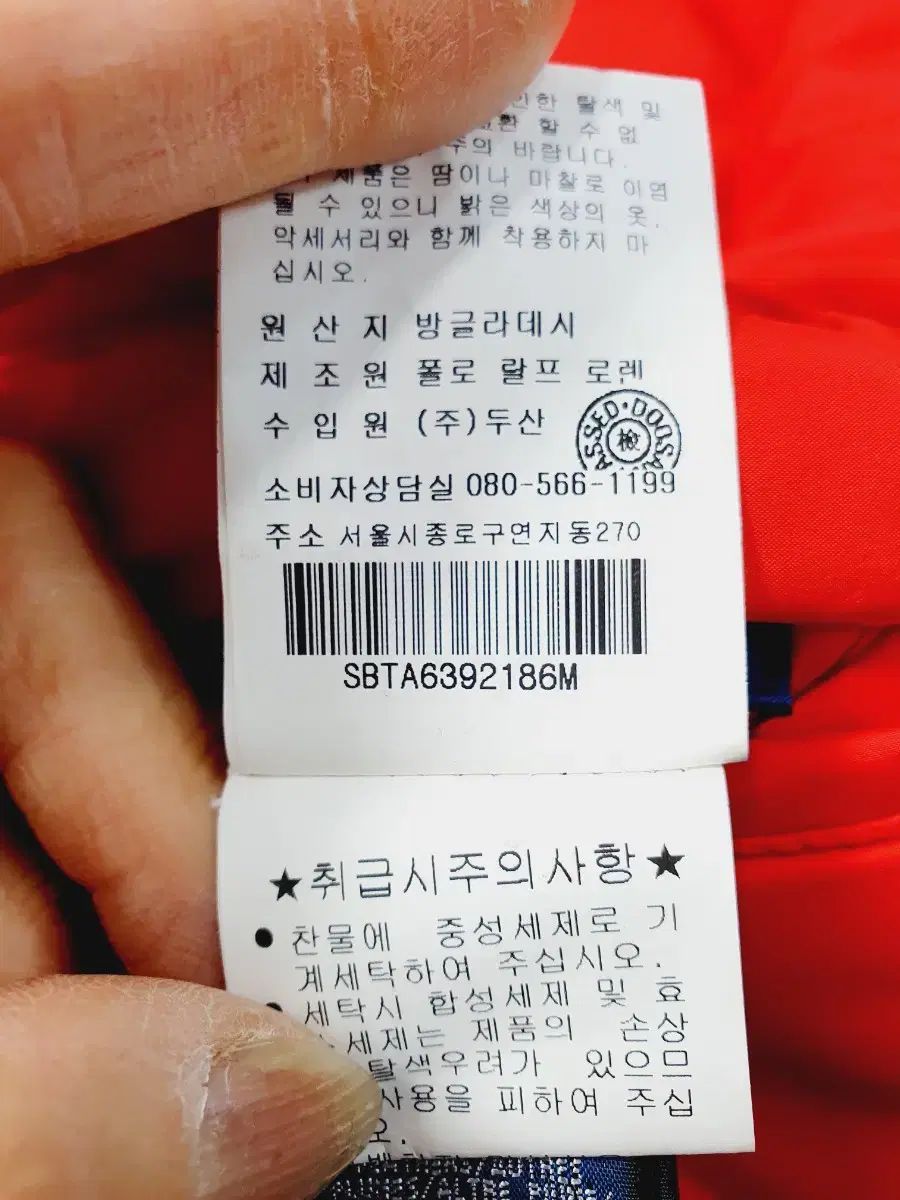 탈색 및
할 수 없
바랍니다.
제품은 땀이나 마찰로 이염
될 수 있으니 밝은 색상의 옷.
악세서리와 함께 착용하지 마
십시오.
원 산 지 방글라데시
제 조 원 폴로 랄프 로렌
수 입 원 (주)두산
ASSED·DOOSA
檢
소비자상담실 080-566-1199
주소 서울시종로구연지동270
SBTA6392186M
★취급시주의사항★
● 찬물에 중성세제로 기
계세탁하여 주십시오.
세탁시 합성세제 및 효
세제는 제품의 손상
탈색우려가 있으므
사용을 피하여 주십
오.